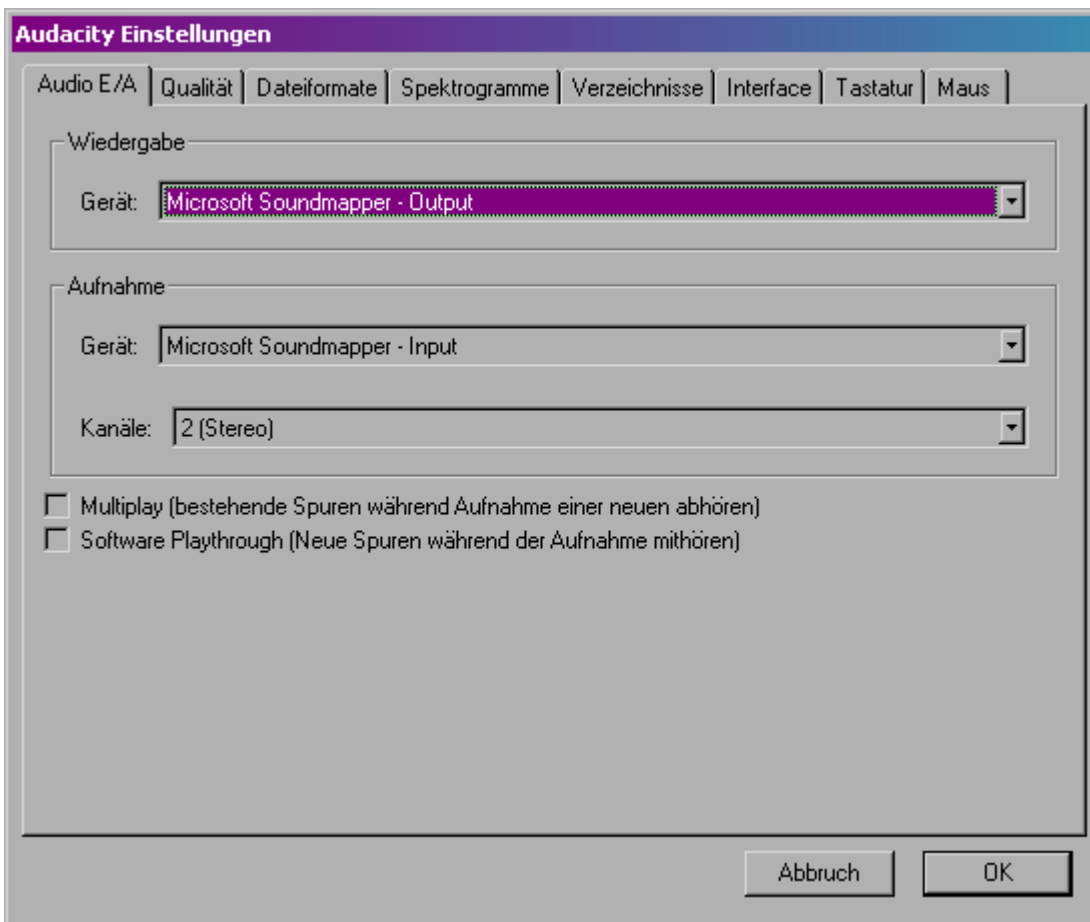 Audacity Einstellungen
Audio E/A Qualität Dateiformate Spektrogramme Verzeichnisse Interface Tastatur Maus
Wiedergabe
Gerät: Microsoft Soundmapper - Output
Aufnahme
Gerät: Microsoft Soundmapper - Input
Kanäle: 2 (Stereo)
Multiplay (bestehende Spuren während Aufnahme einer neuen abhören)
Software Playthrough (Neue Spuren während der Aufnahme mithören)
Abbruch OK